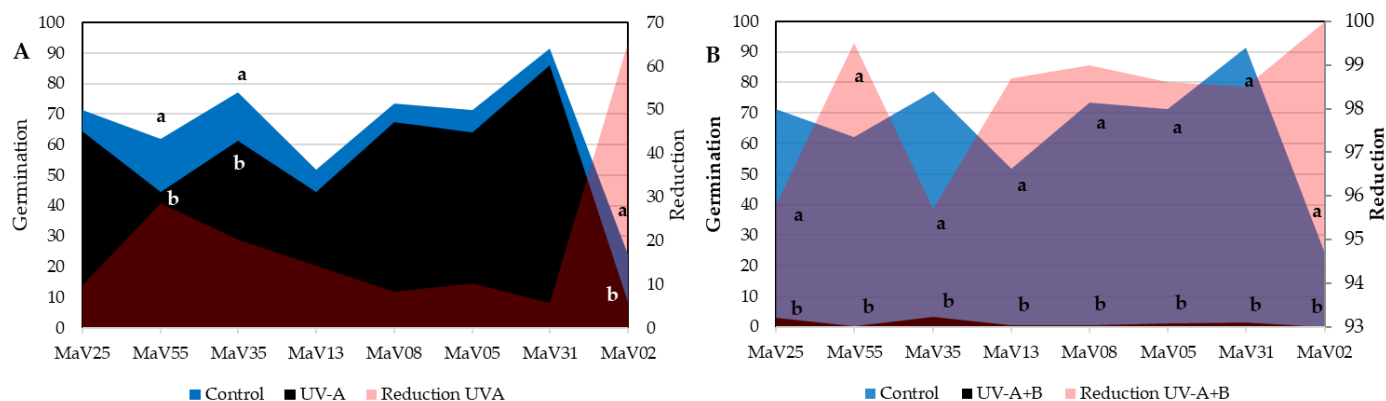 A
Germination
100
90
80
70
60
50
40
30
20
10
0
70
60
50
40
30
20
10
0
Reduction
a
a
b
b
a
b
MaV25 MaV55 MaV35 MaV13 MaV08 MaV05 MaV31 MaV02
Control UV-A Reduction UVA
B
Germination
100
90
80
70
60
50
40
30
20
10
0
100
99
98
97
96
95
94
93
Reduction
a
a
a
a
a
a
a
a
b b b b b b b b
MaV25 MaV55 MaV35 MaV13 MaV08 MaV05 MaV31 MaV02
Control UV-A+B Reduction UV-A+B